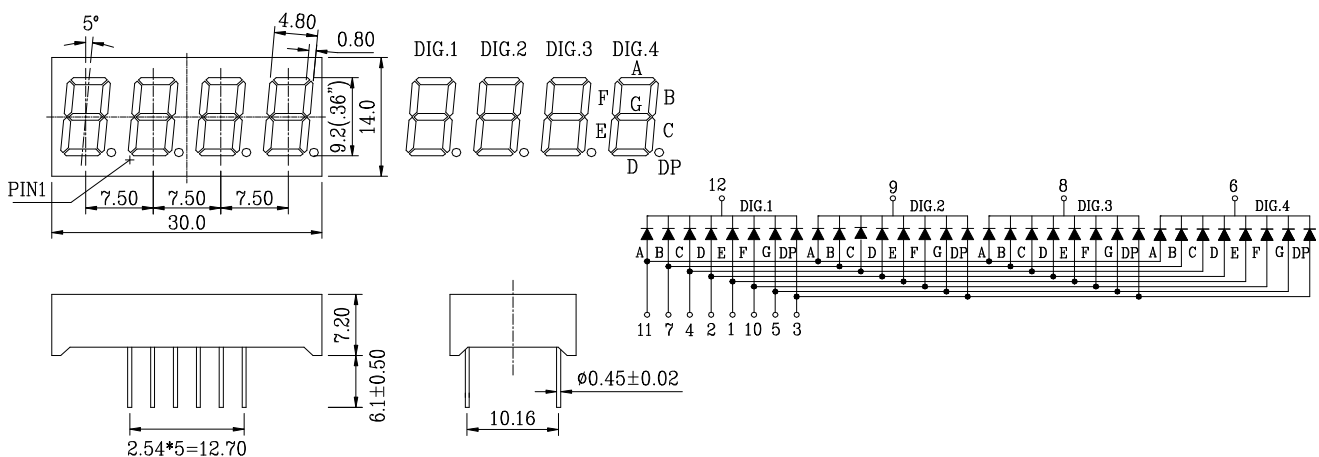 5°
4.80
0.80
DIG.1 DIG.2 DIG.3 DIG.4
A
F G B
E C
D DP
9.2(.36")
14.0
PIN1
7.50 7.50 7.50
30.0
12 9 8 6
DIG.1 DIG.2 DIG.3 DIG.4
A B C D E F G DP A B C D E F G DP A B C D E F G DP A B C D E F G DP
11 7 4 2 1 10 5 3
7.20
6.1±0.50
2.54*5=12.70
ø0.45±0.02
10.16